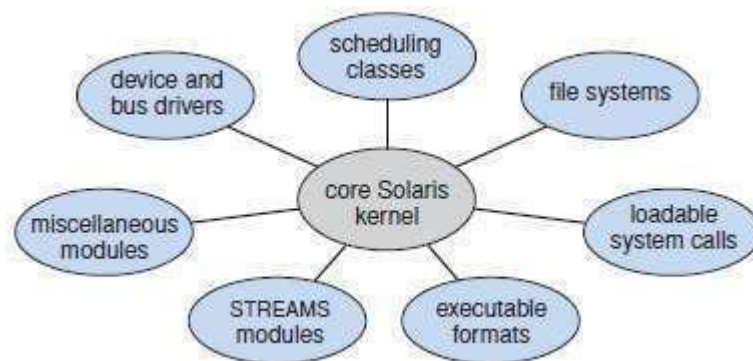 scheduling
classes
device and
bus drivers
file systems
core Solaris
kernel
miscellaneous
modules
loadable
system calls
STREAMS
modules
executable
formats